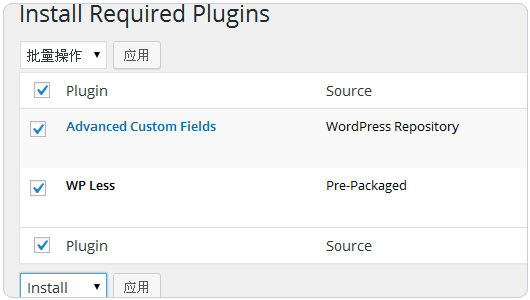 Install Required Plugins
批量操作 应用
Plugin Source
Advanced Custom Fields WordPress Repository
WP Less Pre-Packaged
Plugin Source
Install 应用